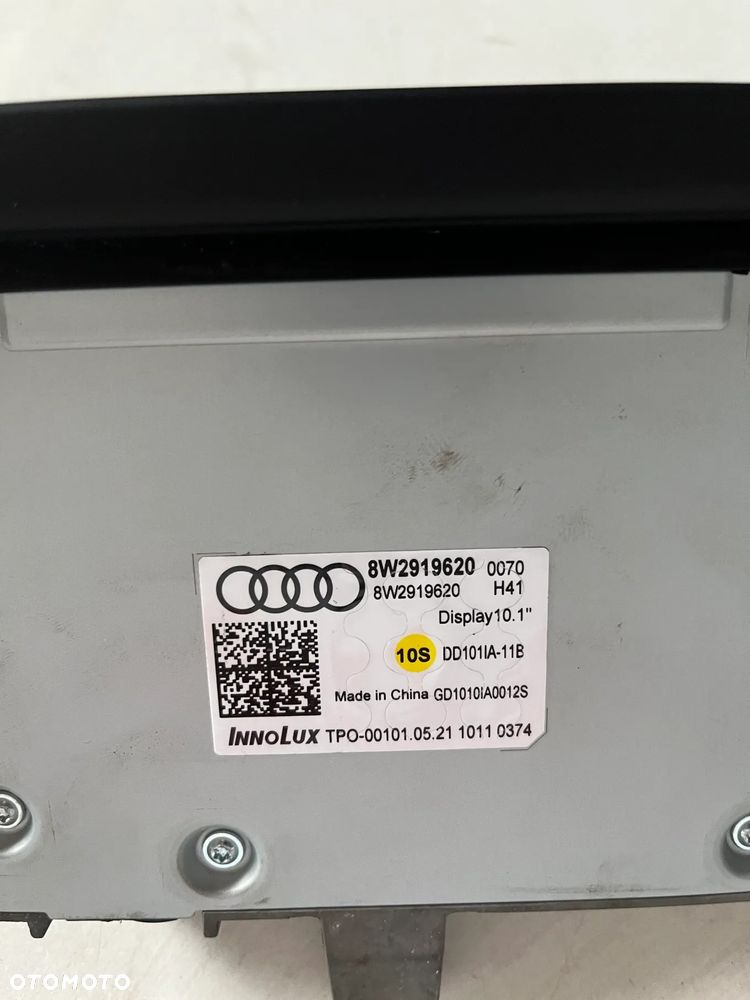 8W2919620 0070
8W2919620 H41
Display10.1"
10S DD101IA-11B
Made in China GD1010iA0012S
INNOLUX TPO-00101.05.21 1011 0374
OTOMOTO